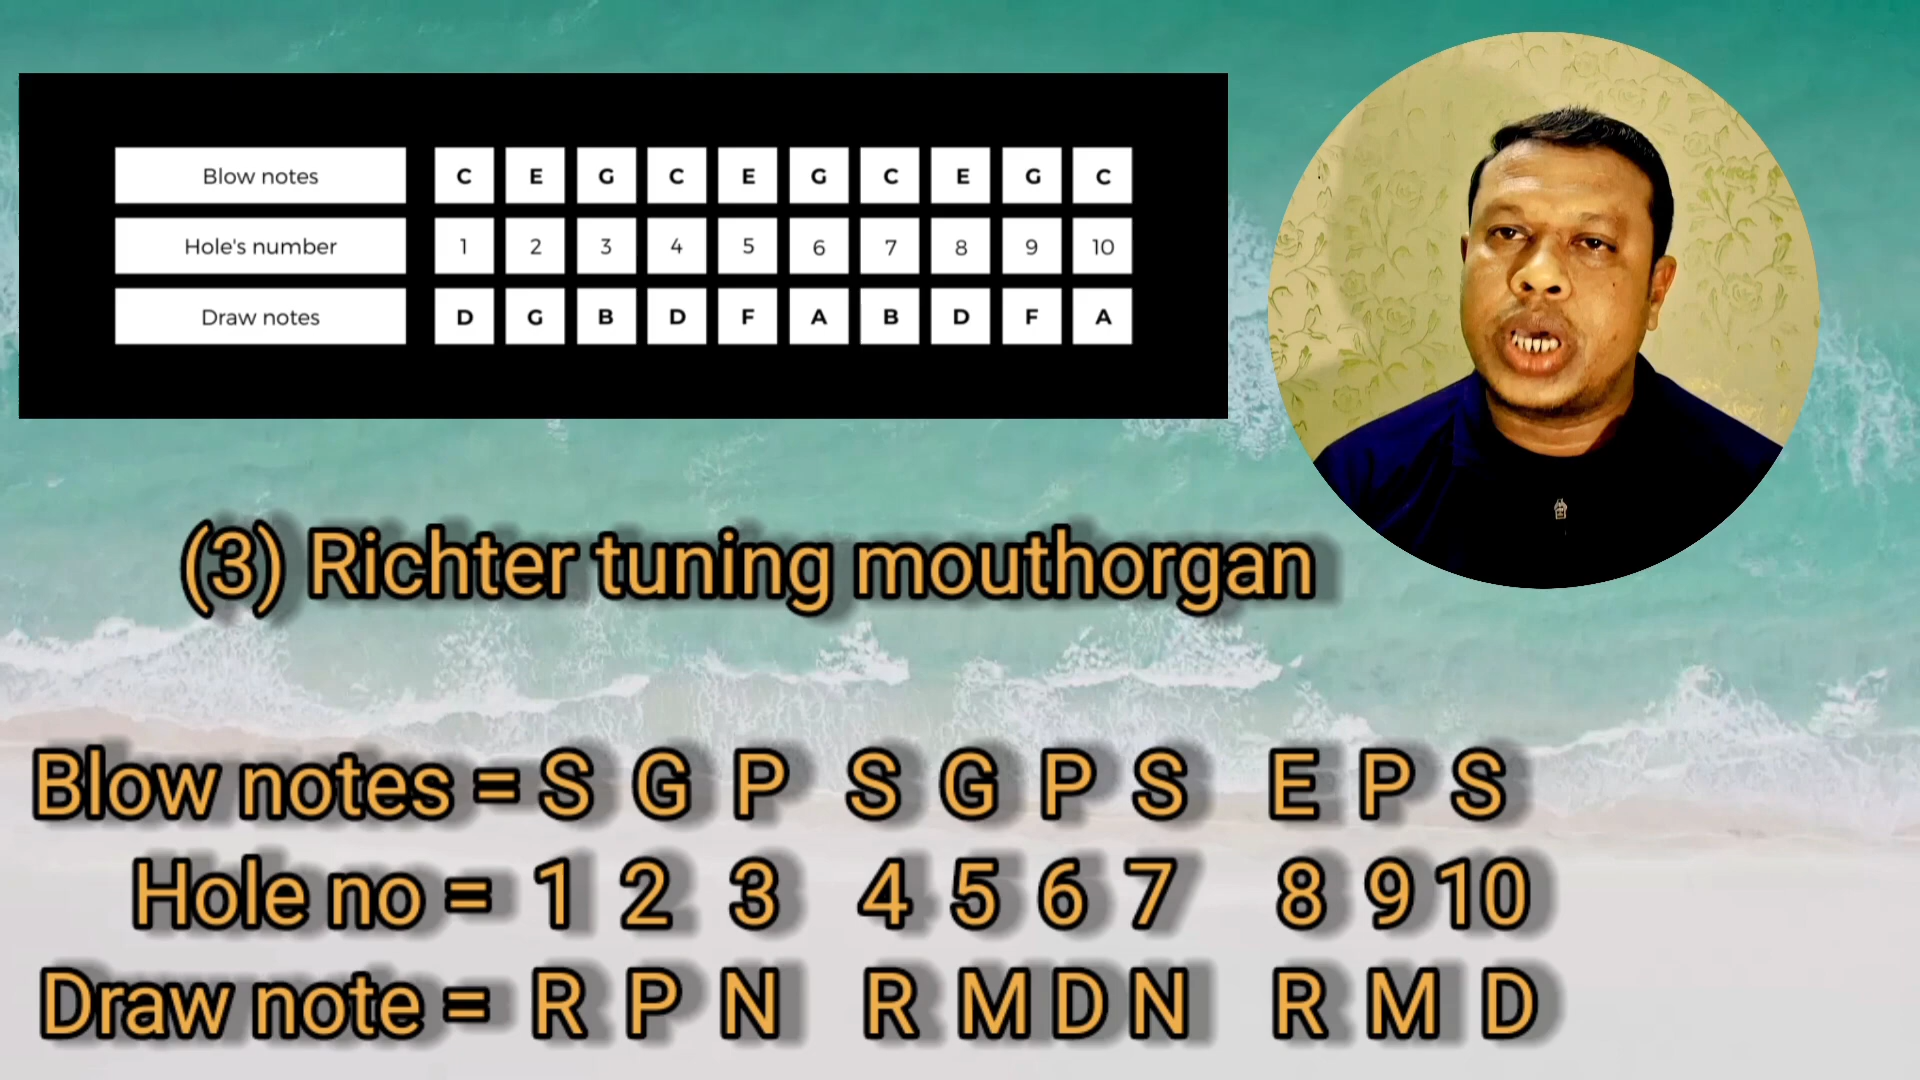 Blow notes C E G C E G C E G C
Hole's number 1 2 3 4 5 6 7 8 9 10
Draw notes D G B D F A B D F A
(3) Richter tuning mouthorgan
Blow notes = S G P S G P S E P S
Hole no = 1 2 3 4 5 6 7 8 9 10
Draw note = R P N R M D N R M D